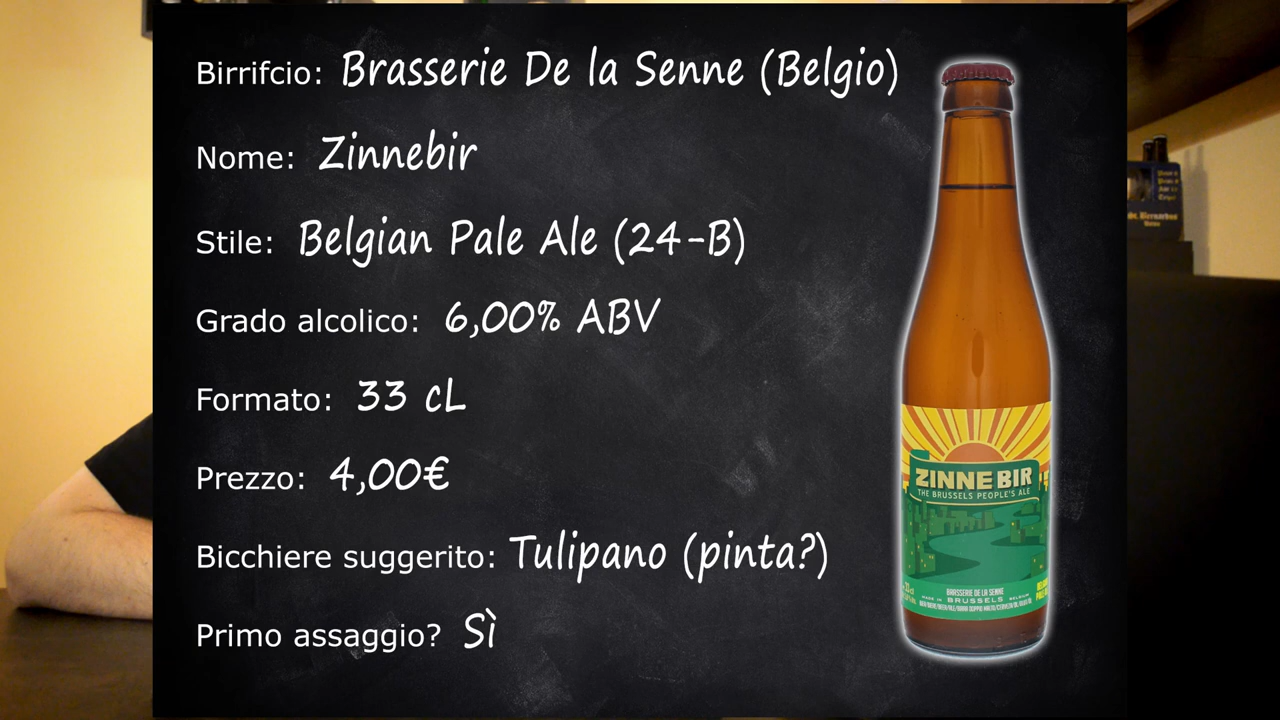 Birrifcio: Brasserie De la Senne (Belgio)
Nome: Zinnebir
Stile: Belgian Pale Ale (24-B)
Grado alcolico: 6,00% ABV
Formato: 33 cL
Prezzo: 4,00€
Bicchiere suggerito: Tulipano (pinta?)
Primo assaggio? Sì
ZINNE BIR
THE BRUSSELS PEOPLE'S ALE
BRASSERIE DE LA SENNE
MADE IN BRUSSELS BELGIUM
St. Bernardus